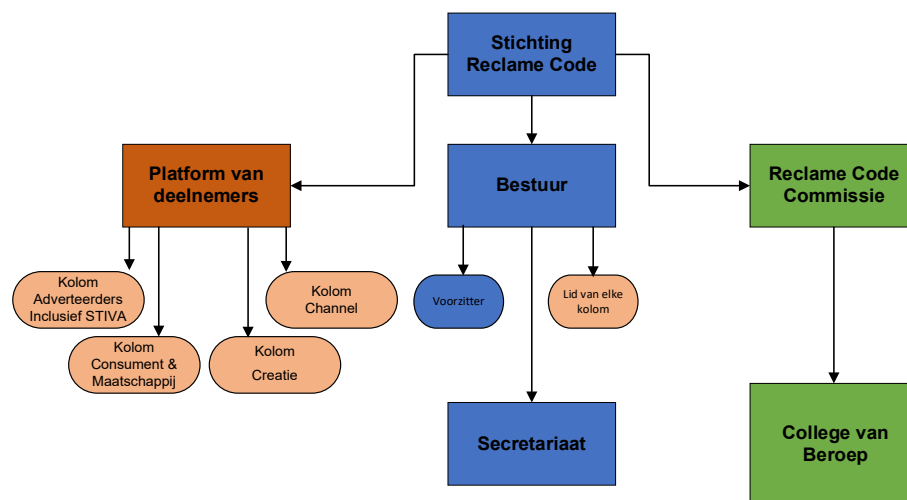 Stichting
Reclame Code
Platform van
deelnemers
Bestuur
Reclame Code
Commissie
Kolom
Adverteerders
Inclusief STIVA
Kolom
Channel
Voorzitter
Lid van elke
kolom
Kolom
Consument &
Maatschappij
Kolom
Creatie
Secretariaat
College van
Beroep